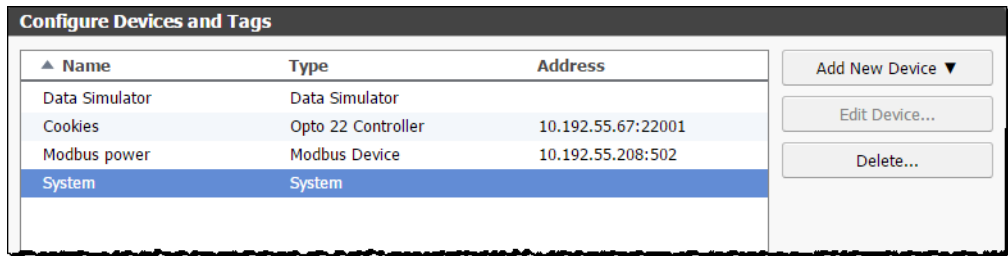 Configure Devices and Tags
▲ Name Type Address
Data Simulator Data Simulator
Cookies Opto 22 Controller 10.192.55.67:22001
Modbus power Modbus Device 10.192.55.208:502
System System
Add New Device ▼
Edit Device...
Delete...